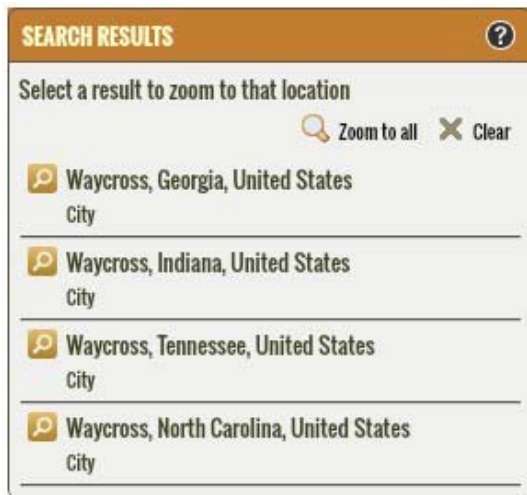 SEARCH RESULTS ?
Select a result to zoom to that location
Zoom to all Clear
Waycross, Georgia, United States
City
Waycross, Indiana, United States
City
Waycross, Tennessee, United States
City
Waycross, North Carolina, United States
City